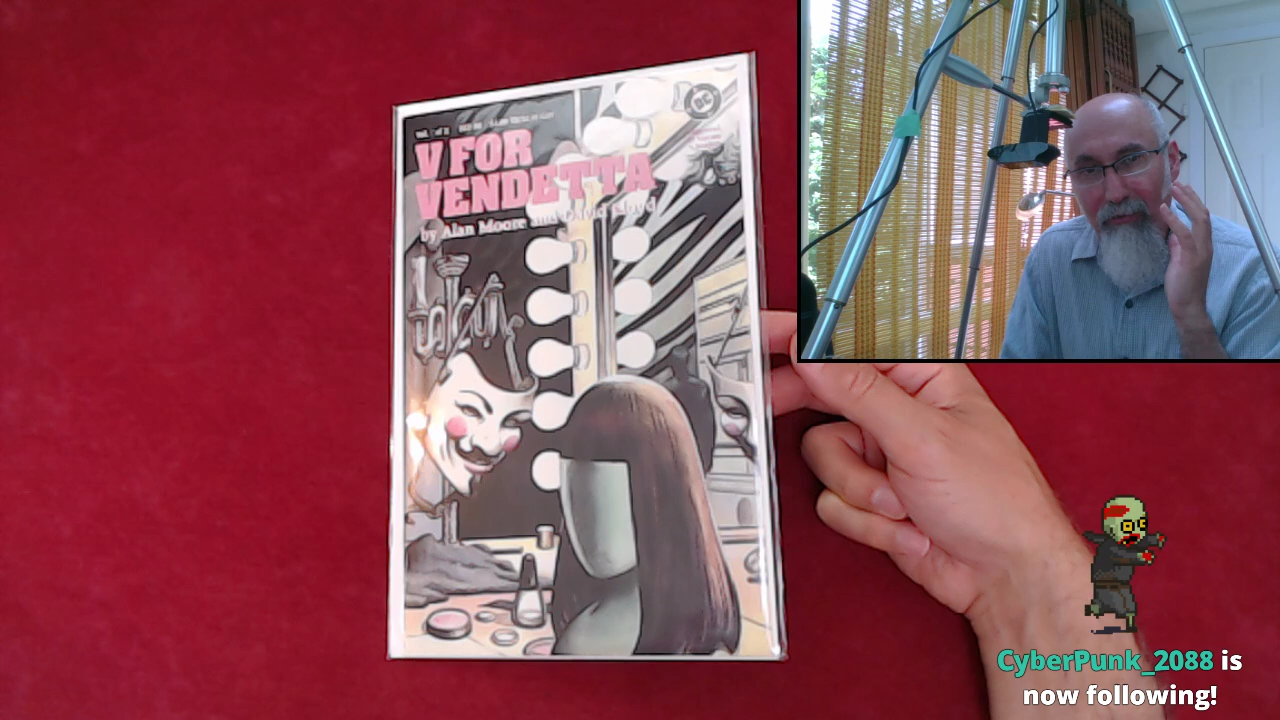 V FOR
VENDETTA
by Alan Moore and David Lloyd
DC
CyberPunk_2088 is
now following!